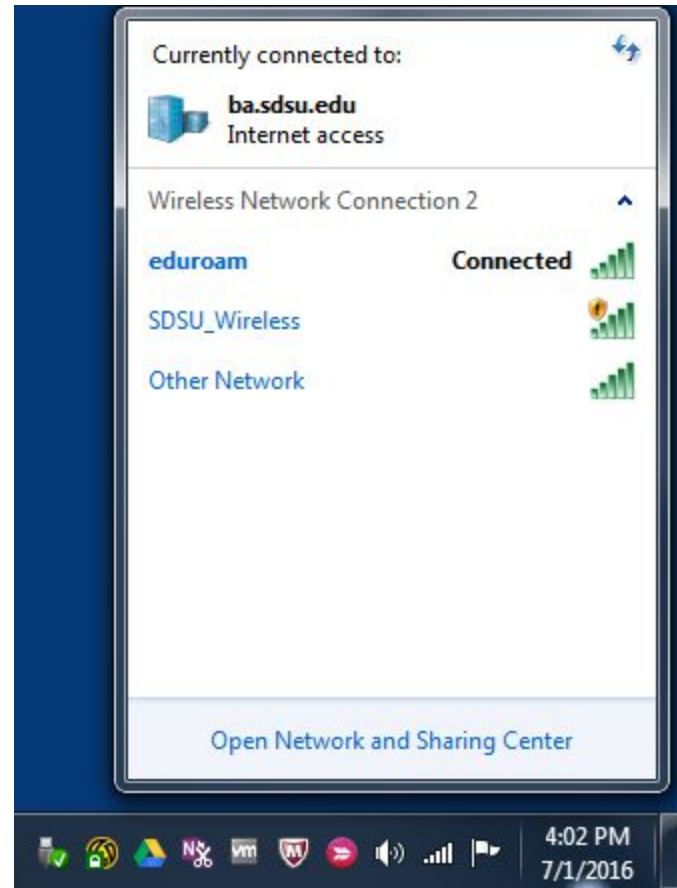 Currently connected to:
ba.sdsu.edu
Internet access
Wireless Network Connection 2
eduroam Connected
SDSU_Wireless
Other Network
Open Network and Sharing Center
vm
4:02 PM
7/1/2016